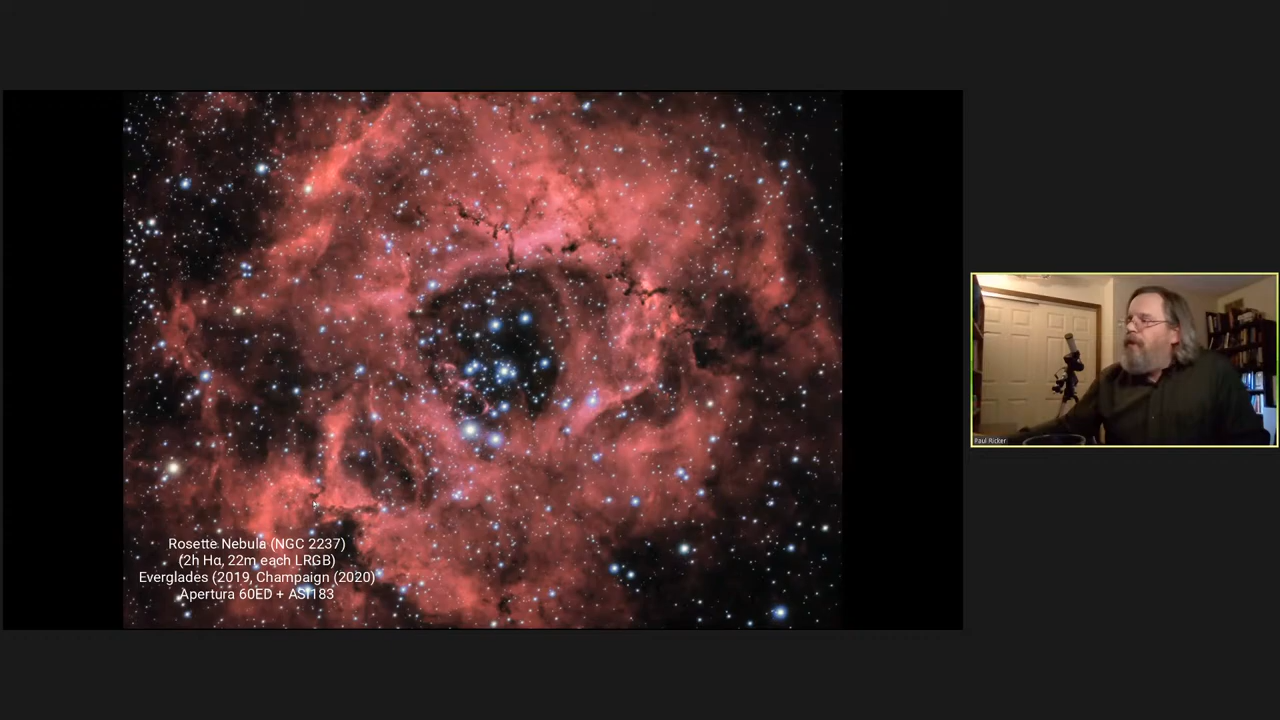 Rosette Nebula (NGC 2237)
(2h Hα, 22m each LRGB)
Everglades (2019, Champaign (2020)
Apertura 60ED + ASI183
Paul Ricker